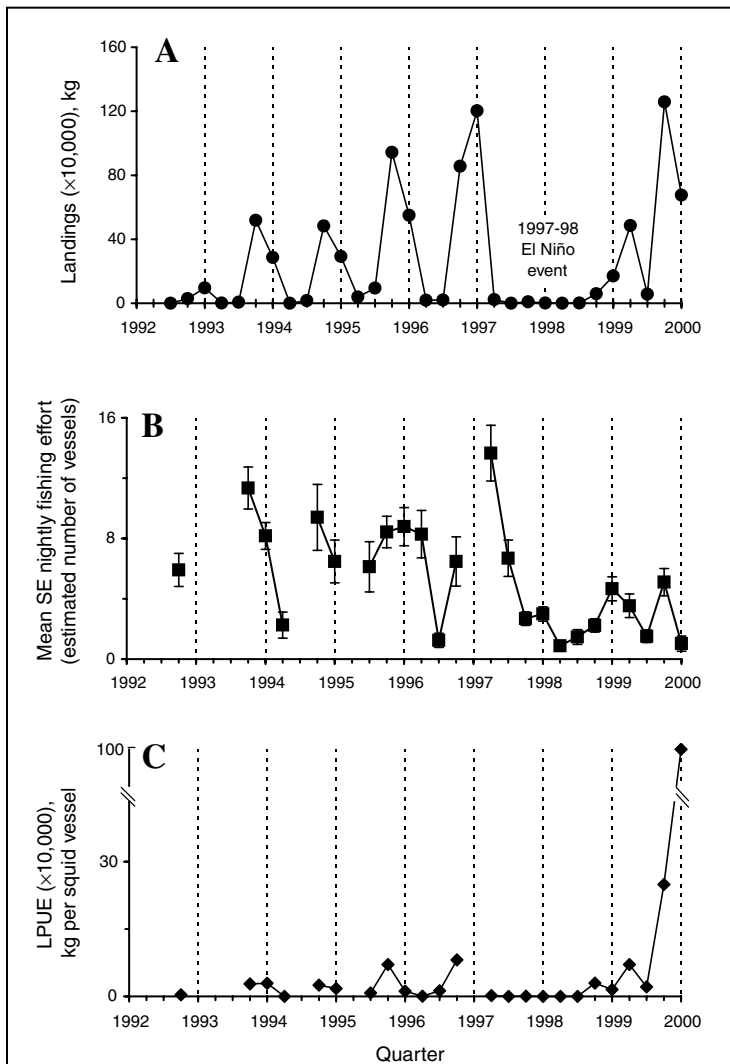 A
Landings (×10,000), kg
160
120
80
40
0
1997-98
El Niño
event
1992 1993 1994 1995 1996 1997 1998 1999 2000
B
Mean SE nightly fishing effort
(estimated number of vessels)
16
8
0
1992 1993 1994 1995 1996 1997 1998 1999 2000
C
LPUE (×10,000),
kg per squid vessel
100
30
0
1992 1993 1994 1995 1996 1997 1998 1999 2000
Quarter